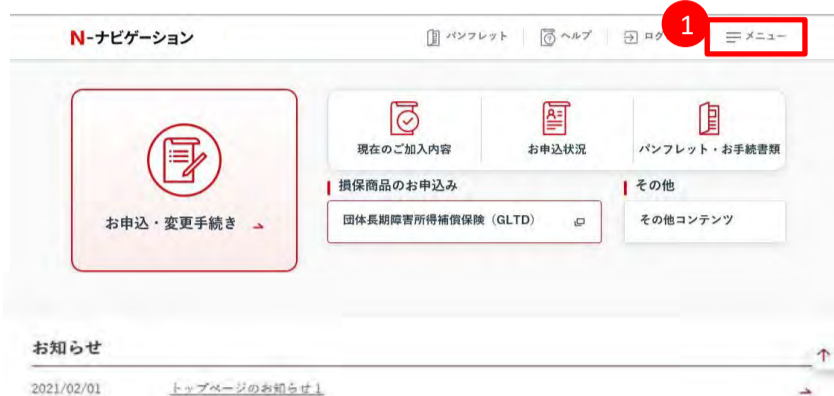 N-ナビゲーション
パンフレット ヘルプ ログ 1 メニュー
お申込・変更手続き
現在のご加入内容 お申込状況 パンフレット・お手続書類
損保商品のお申込み その他
団体長期障害所得補償保険（GLTD） その他コンテンツ
お知らせ
2021/02/01 トップページのお知らせ１